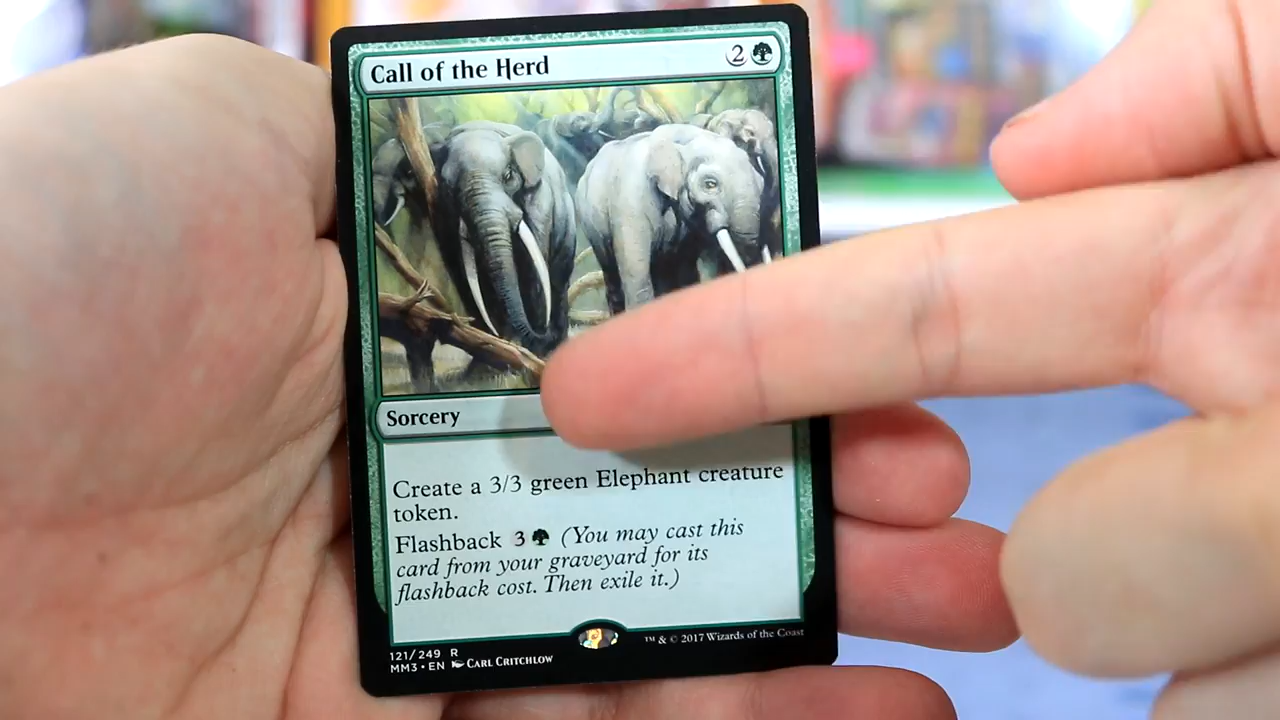 Call of the Herd 2
Sorcery
Create a 3/3 green Elephant creature
token.
Flashback 3 (You may cast this
card from your graveyard for its
flashback cost. Then exile it.)
121/249 R
MM3 • EN CARL CRITCHLOW
™ & © 2017 Wizards of the Coast